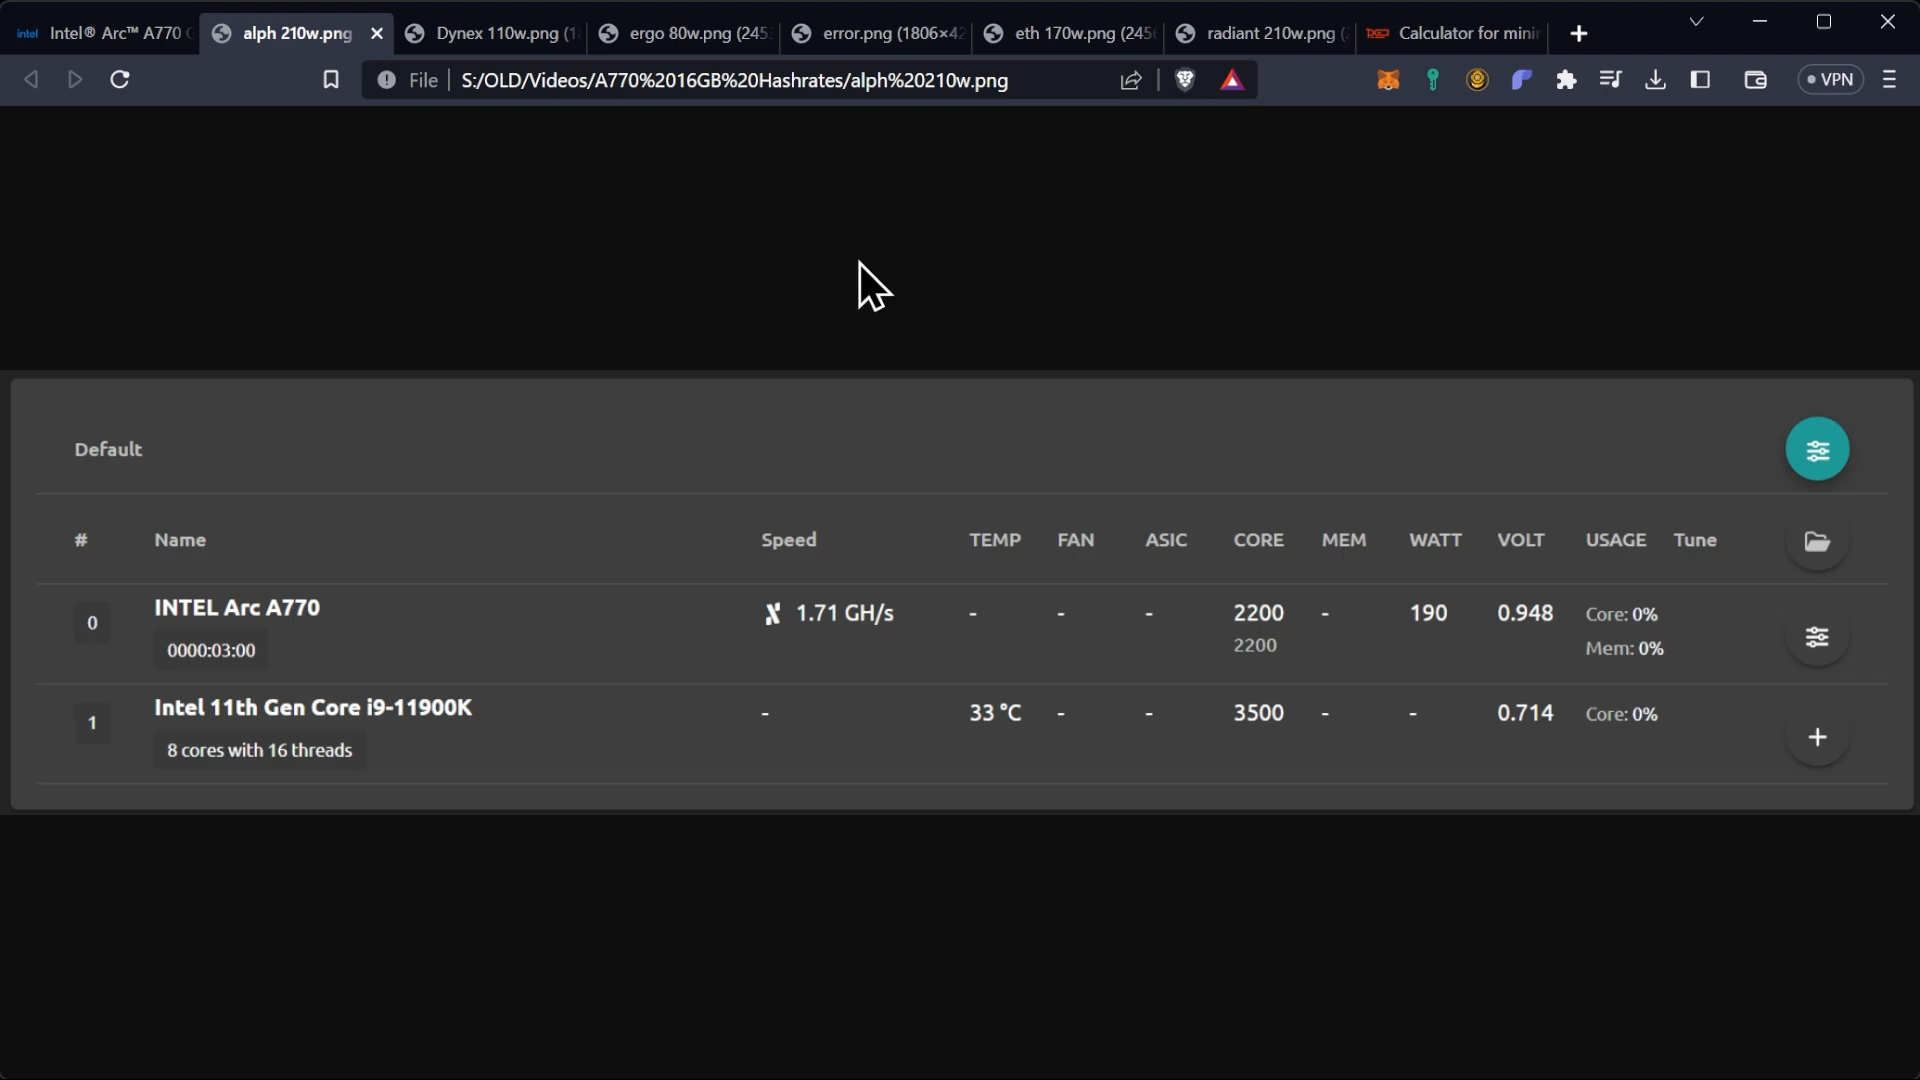 intel Intel® Arc™ A770 alph 210w.png Dynex 110w.png ergo 80w.png (245 error.png (1806×42 eth 170w.png (245 radiant 210w.png Calculator for minin
File S:/OLD/Videos/A770%2016GB%20Hashrates/alph%20210w.png VPN
Default
# Name Speed TEMP FAN ASIC CORE MEM WATT VOLT USAGE Tune
0 INTEL Arc A770 1.71 GH/s - - - 2200 - 190 0.948 Core: 0%
0000:03:00 2200 Mem: 0%
1 Intel 11th Gen Core i9-11900K - 33 °C - - 3500 - - 0.714 Core: 0%
8 cores with 16 threads